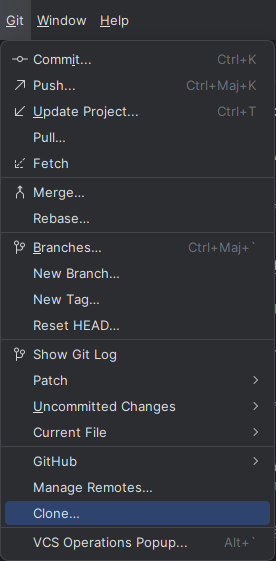 Git Window Help
Commit... Ctrl+K
Push... Ctrl+Maj+K
Update Project... Ctrl+T
Pull...
Fetch
Merge...
Rebase...
Branches... Ctrl+Maj+`
New Branch...
New Tag...
Reset HEAD...
Show Git Log
Patch
Uncommitted Changes
Current File
GitHub
Manage Remotes...
Clone...
VCS Operations Popup... Alt+`